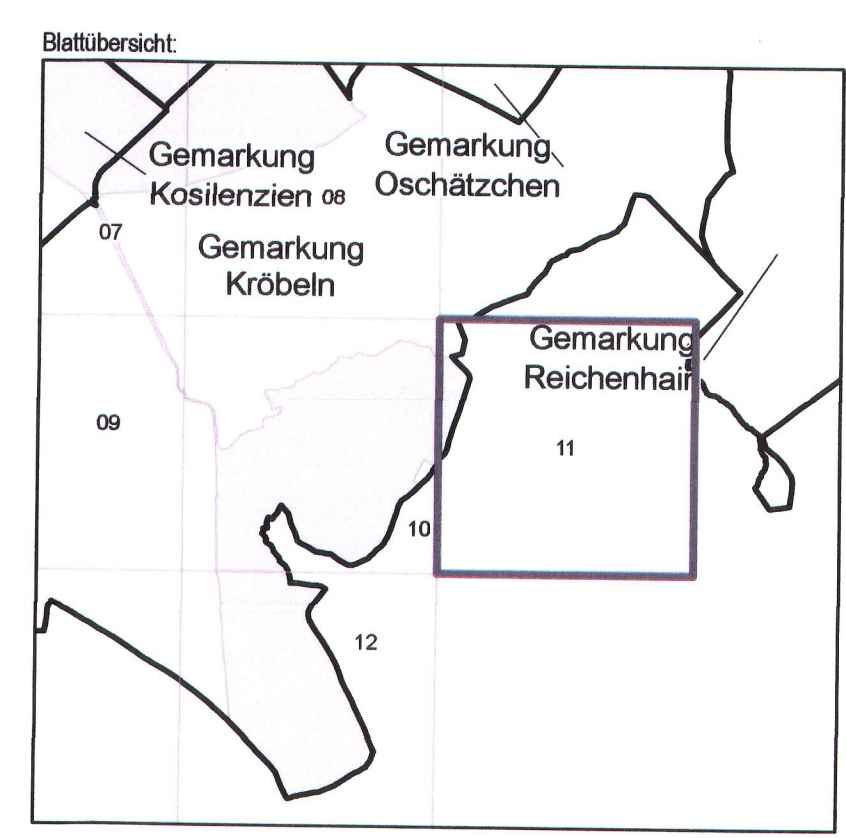 Blattübersicht:
Gemarkung
Kosilenzien 08
Gemarkung
Oschätzchen
07
Gemarkung
Kröbeln
Gemarkung
Reichenhain
09
11
10
12